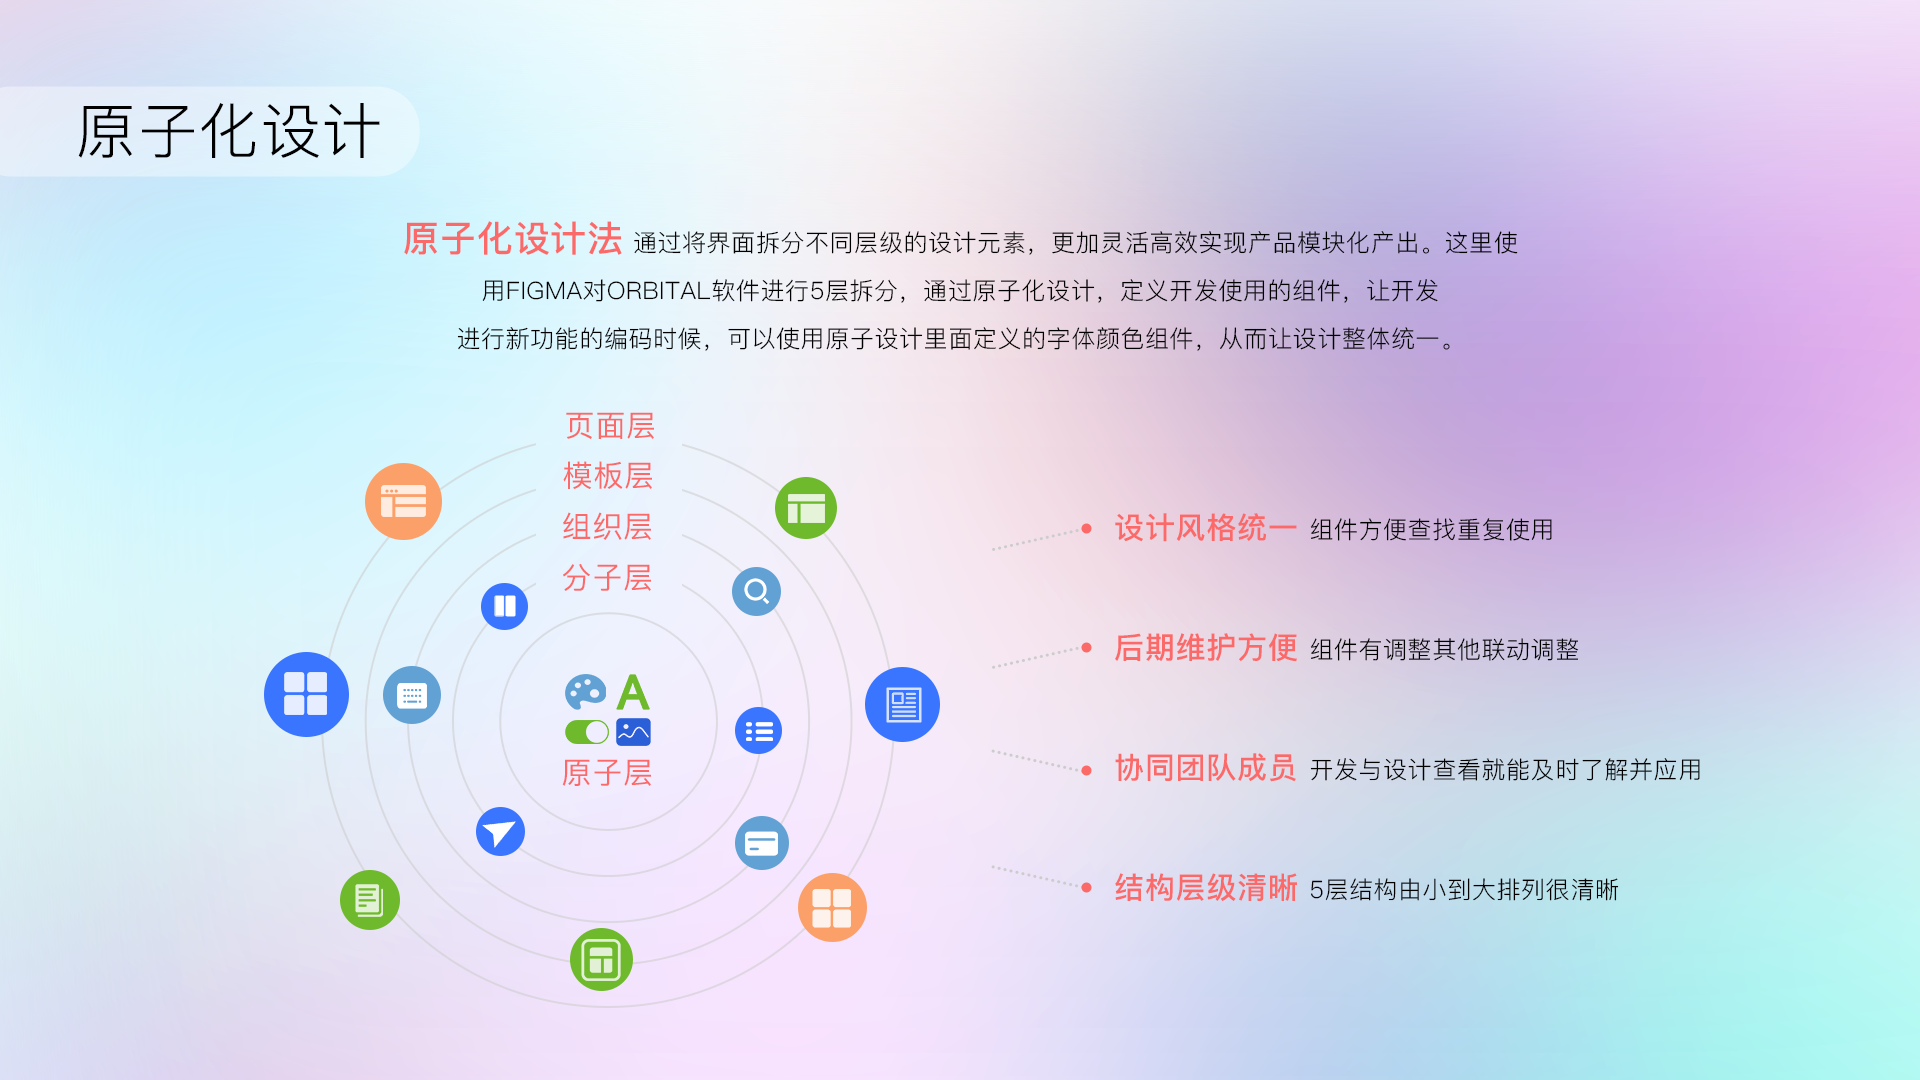 原子化设计
原子化设计法 通过将界面拆分不同层级的设计元素，更加灵活高效实现产品模块化产出。这里使
用FIGMA对ORBITAL软件进行5层拆分，通过原子化设计，定义开发使用的组件，让开发
进行新功能的编码时候，可以使用原子设计里面定义的字体颜色组件，从而让设计整体统一。
页面层
模板层
组织层
分子层
A
原子层
设计风格统一 组件方便查找重复使用
后期维护方便 组件有调整其他联动调整
协同团队成员 开发与设计查看就能及时了解并应用
结构层级清晰 5层结构由小到大排列很清晰